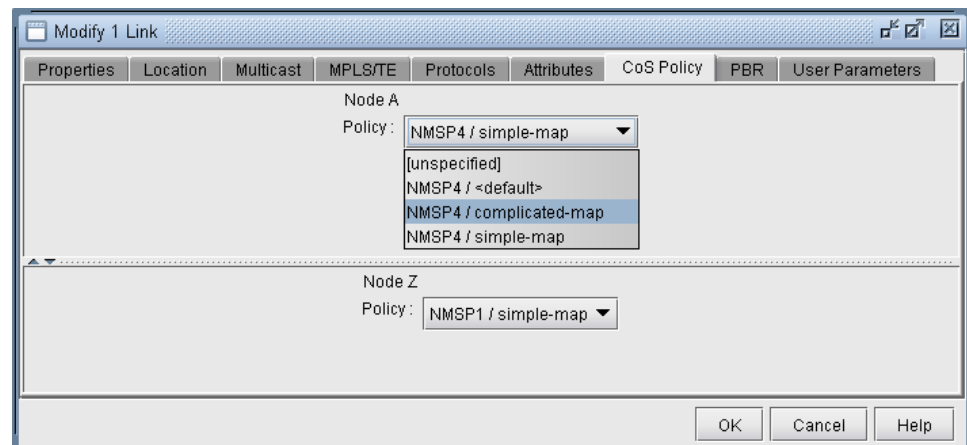 Modify 1 Link
Properties Location Multicast MPLS/TE Protocols Attributes CoS Policy PBR User Parameters
Node A
Policy : NMSP4 / simple-map
[unspecified]
NMSP4 / <default>
NMSP4 / complicated-map
NMSP4 / simple-map
Node Z
Policy : NMSP1 / simple-map
OK Cancel Help